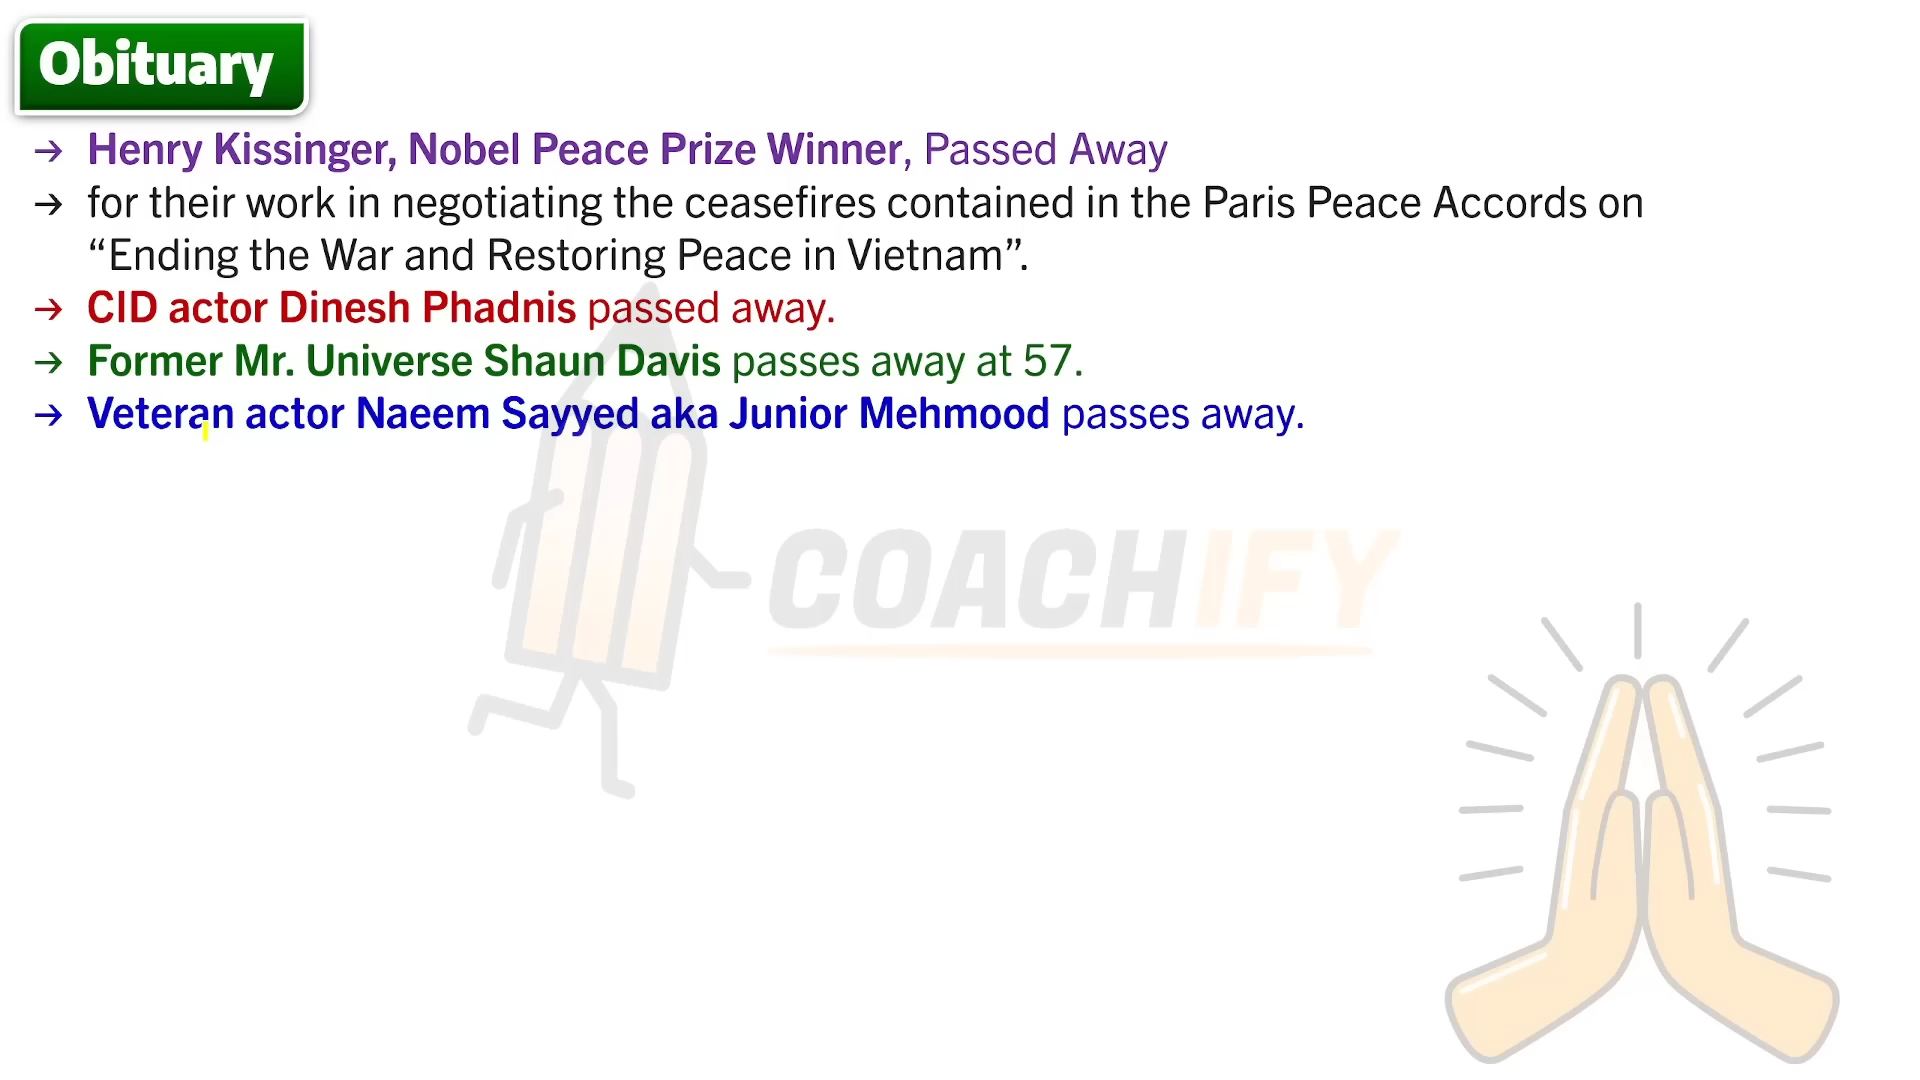 Obituary
→ Henry Kissinger, Nobel Peace Prize Winner, Passed Away
→ for their work in negotiating the ceasefires contained in the Paris Peace Accords on
“Ending the War and Restoring Peace in Vietnam”.
→ CID actor Dinesh Phadnis passed away.
→ Former Mr. Universe Shaun Davis passes away at 57.
→ Veteran actor Naeem Sayyed aka Junior Mehmood passes away.
COACHIFY